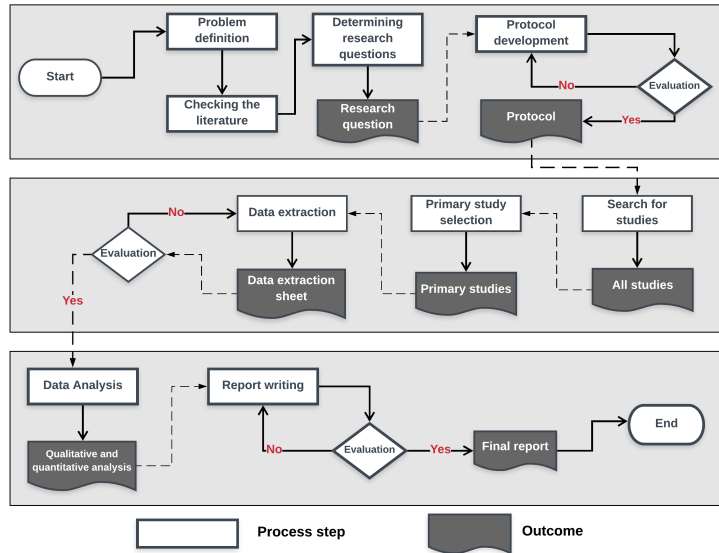 Start
Problem
definition
Checking the
literature
Determining
research
questions
Research
question
Protocol
development
Evaluation
No
Yes
Protocol
Search for
studies
All studies
Primary study
selection
Primary studies
Data extraction
Data extraction
sheet
Evaluation
No
Yes
Data Analysis
Qualitative and
quantitative analysis
Report writing
Evaluation
No
Yes
Final report
End
Process step
Outcome